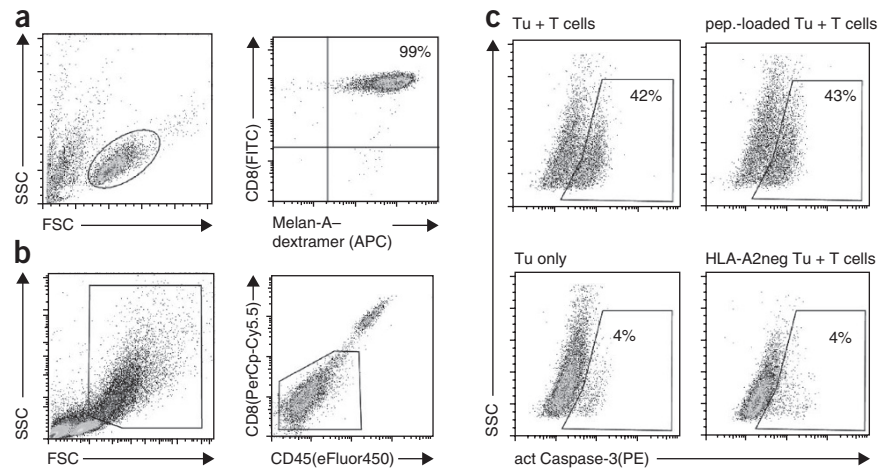 a
SSC
FSC
CD8(FITC)
99%
Melan-A–
dextramer (APC)
b
SSC
FSC
CD8(PerCp-Cy5.5)
CD45(eFluor450)
c
Tu + T cells
pep.-loaded Tu + T cells
42%
43%
Tu only
HLA-A2neg Tu + T cells
4%
4%
SSC
act Caspase-3(PE)